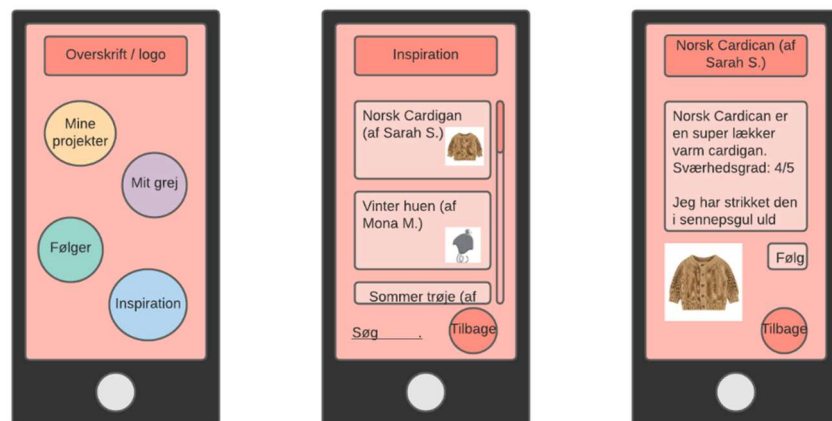 Overskrift / logo
Mine
projekter
Mit grej
Følger
Inspiration
Inspiration
Norsk Cardigan
(af Sarah S.)
Vinter huen (af
Mona M.)
Sommer trøje (af
Søg .
Tilbage
Norsk Cardican (af
Sarah S.)
Norsk Cardican er
en super lækker
varm cardigan.
Sværhedsgrad: 4/5
Jeg har strikket den
i sennepsgul uld
Følg
Tilbage